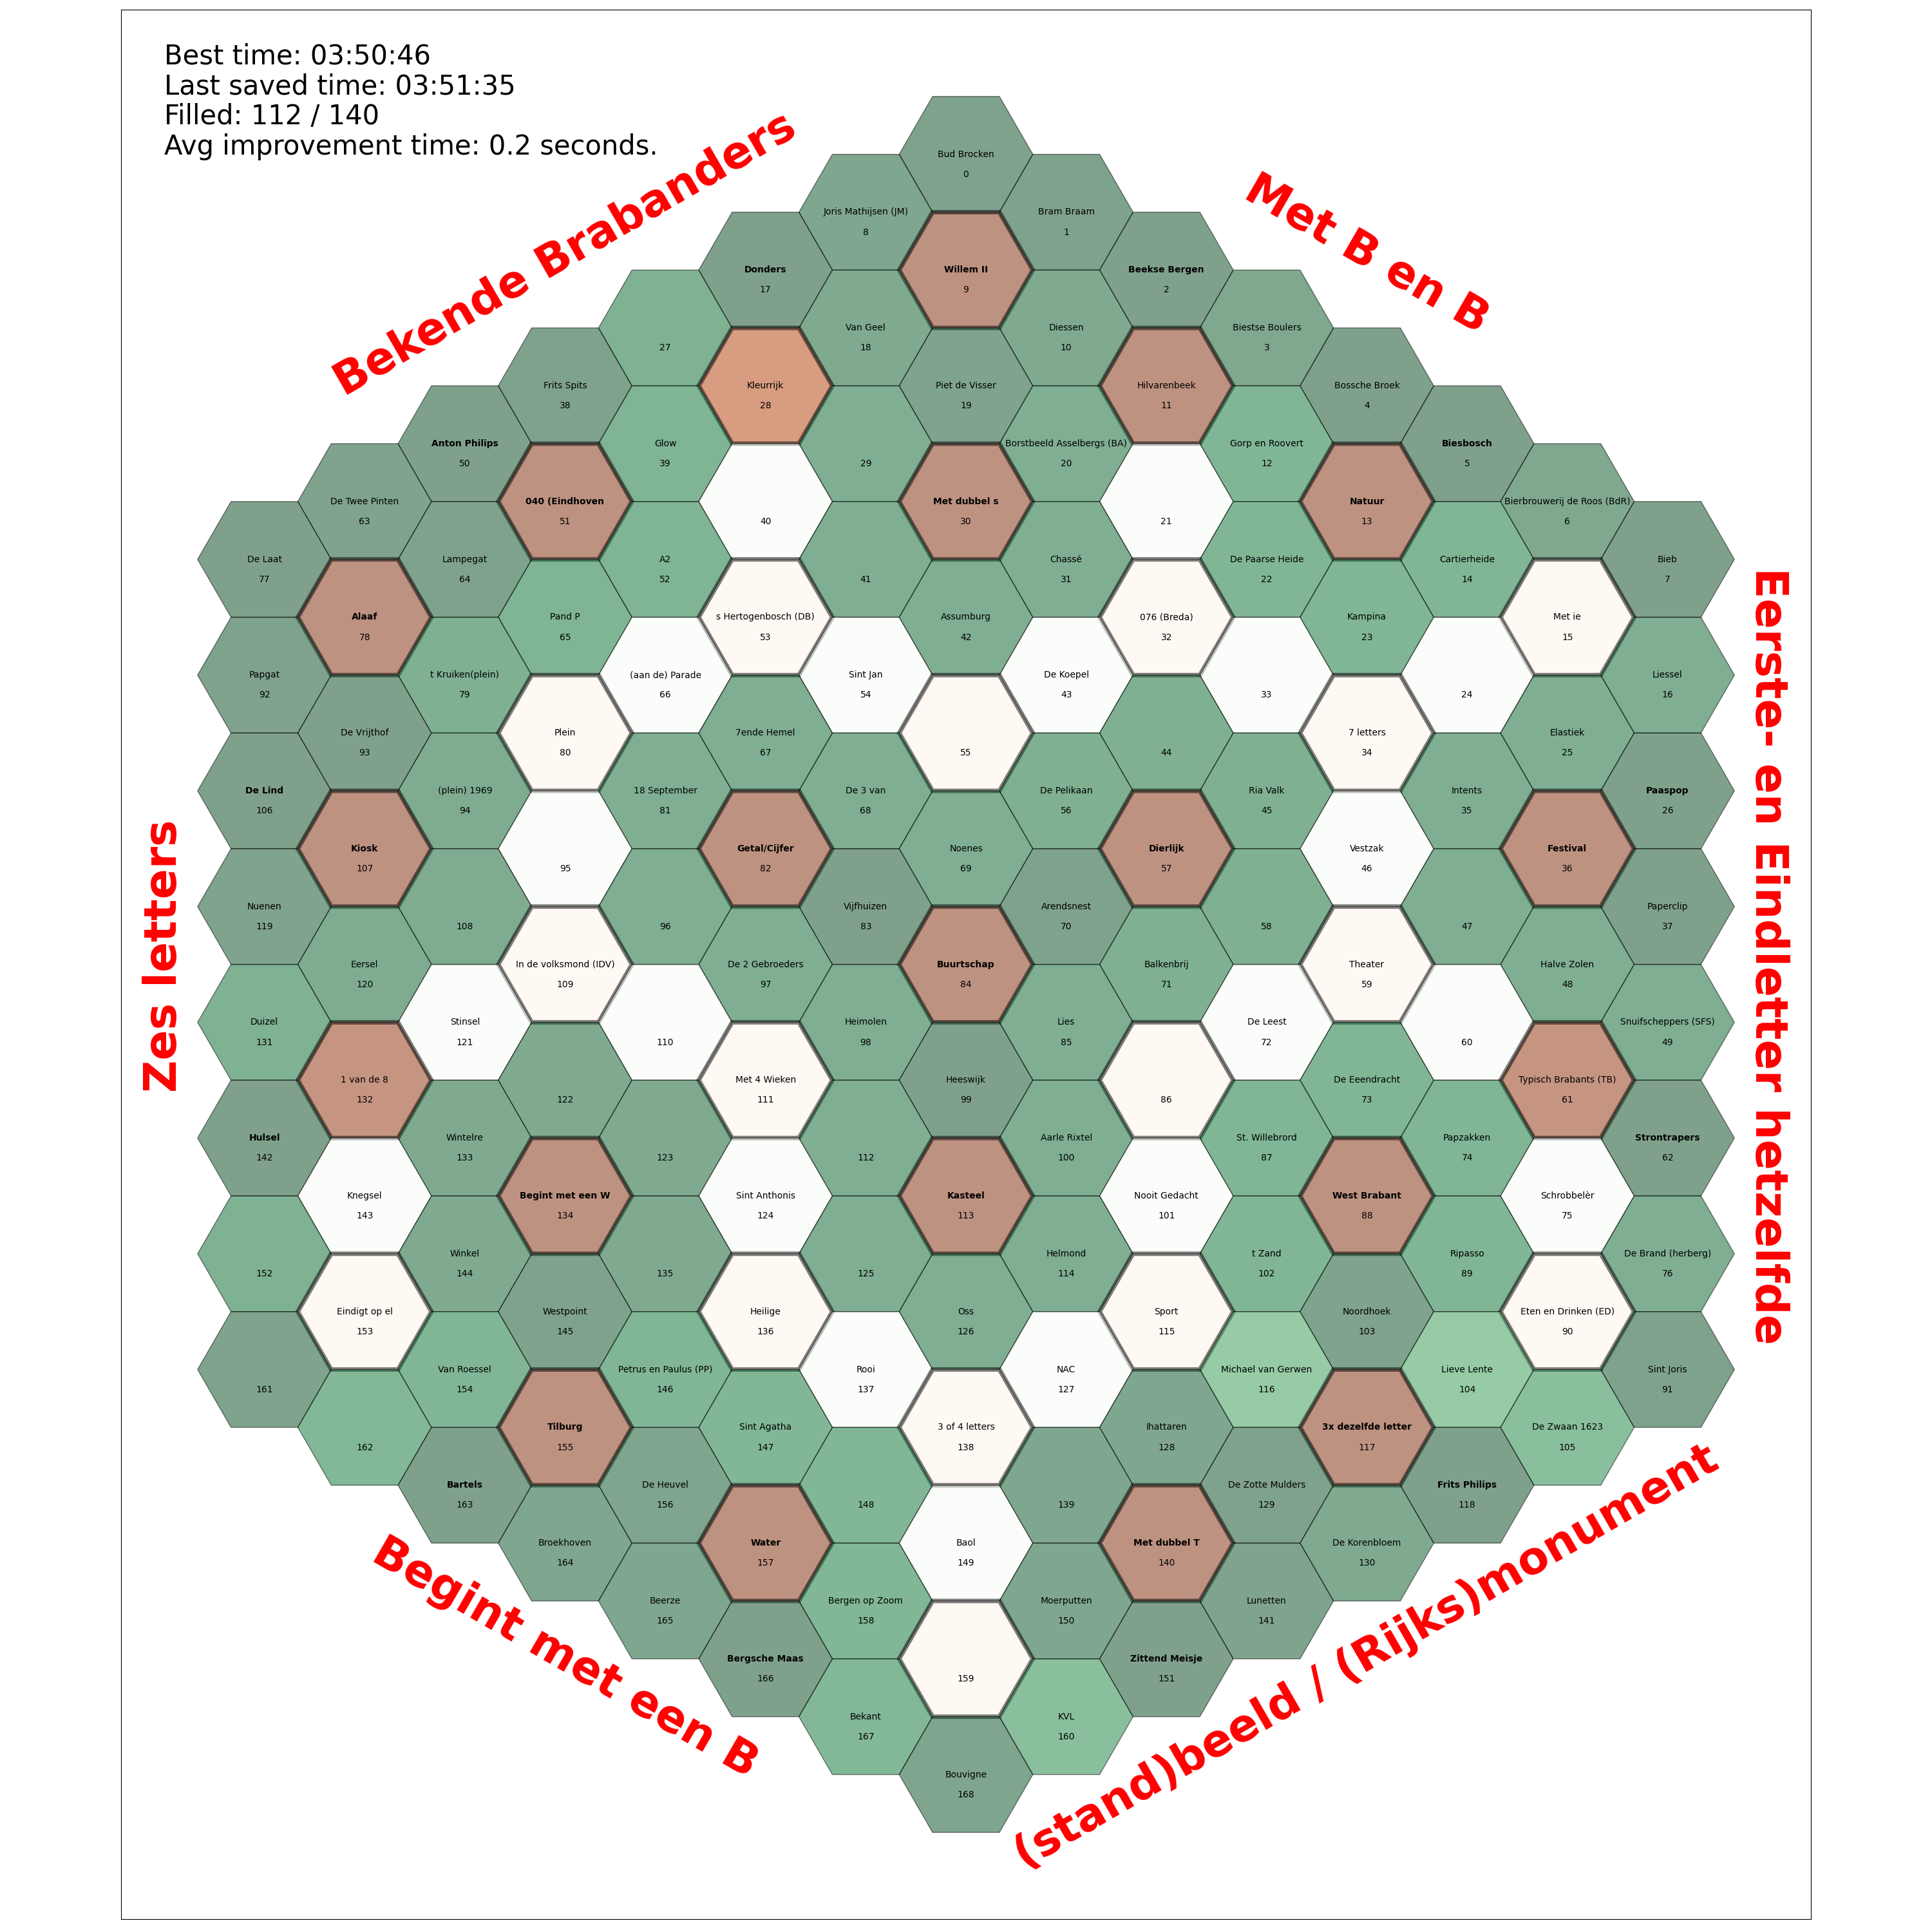 Best time: 03:50:46
Last saved time: 03:51:35
Filled: 112 / 140
Avg improvement time: 0.2 seconds.
Bekende Brabanders
Met B en B
Eerste- en Eindletter hetzelfde
(stand)beeld / (Rijks)monument
Begint met een B
Zes letters
Bud Brocken
0
Joris Mathijsen (JM)
8
Bram Braam
1
Donders
17
Willem II
9
Beekse Bergen
2
27
Van Geel
18
Diessen
10
Biestse Boulers
3
Frits Spits
38
Kleurrijk
28
Piet de Visser
19
Hilvarenbeek
11
Bossche Broek
4
Anton Philips
50
Glow
39
29
Borstbeeld Asselbergs (BA)
20
Gorp en Roovert
12
Biesbosch
5
De Twee Pinten
63
040 (Eindhoven
51
40
Met dubbel s
30
21
Natuur
13
Bierbrouwerij de Roos (BdR)
6
De Laat
77
Lampegat
64
A2
52
41
Chassé
31
De Paarse Heide
22
Cartierheide
14
Bieb
7
Alaaf
78
Pand P
65
s Hertogenbosch (DB)
53
Assumburg
42
076 (Breda)
32
Kampina
23
Met ie
15
Papgat
92
t Kruiken(plein)
79
(aan de) Parade
66
Sint Jan
54
De Koepel
43
33
24
Liessel
16
De Vrijthof
93
Plein
80
7ende Hemel
67
55
44
7 letters
34
Elastiek
25
De Lind
106
(plein) 1969
94
18 September
81
De 3 van
68
De Pelikaan
56
Ria Valk
45
Intents
35
Paaspop
26
Kiosk
107
95
Getal/Cijfer
82
Noenes
69
Dierlijk
57
Vestzak
46
Festival
36
Nuenen
119
108
96
Vijfhuizen
83
Arendsnest
70
58
47
Paperclip
37
Eersel
120
In de volksmond (IDV)
109
De 2 Gebroeders
97
Buurtschap
84
Balkenbrij
71
Theater
59
Halve Zolen
48
Duizel
131
Stinsel
121
110
Heimolen
98
Lies
85
De Leest
72
60
Snuifscheppers (SFS)
49
1 van de 8
132
122
Met 4 Wieken
111
Heeswijk
99
86
De Eeendracht
73
Typisch Brabants (TB)
61
Hulsel
142
Wintelre
133
123
112
Aarle Rixtel
100
St. Willebrord
87
Papzakken
74
Strontrapers
62
Knegsel
143
Begint met een W
134
Sint Anthonis
124
Kasteel
113
Nooit Gedacht
101
West Brabant
88
Schrobbelèr
75
152
Winkel
144
135
125
Helmond
114
t Zand
102
Ripasso
89
De Brand (herberg)
76
Eindigt op el
153
Westpoint
145
Heilige
136
Oss
126
Sport
115
Noordhoek
103
Eten en Drinken (ED)
90
161
Van Roessel
154
Petrus en Paulus (PP)
146
Rooi
137
NAC
127
Michael van Gerwen
116
Lieve Lente
104
Sint Joris
91
162
Tilburg
155
Sint Agatha
147
3 of 4 letters
138
Ihattaren
128
3x dezelfde letter
117
De Zwaan 1623
105
Bartels
163
De Heuvel
156
148
139
De Zotte Mulders
129
Frits Philips
118
Broekhoven
164
Water
157
Baol
149
Met dubbel T
140
De Korenbloem
130
Beerze
165
Bergen op Zoom
158
Moerputten
150
Lunetten
141
Bergsche Maas
166
159
Zittend Meisje
151
Bekant
167
KVL
160
Bouvigne
168